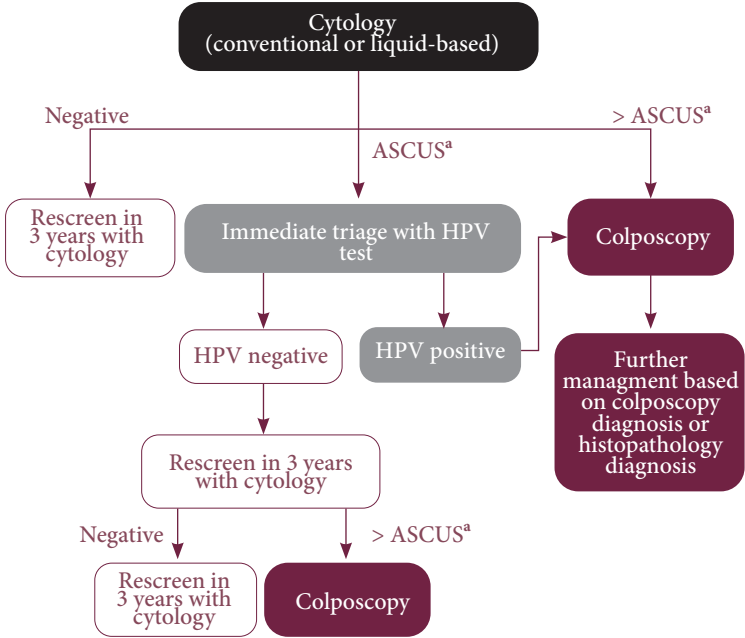 Cytology
(conventional or liquid-based)
Negative
ASCUSᵃ
> ASCUSᵃ
Rescreen in
3 years with
cytology
Immediate triage with HPV
test
Colposcopy
HPV negative
HPV positive
Further
managment based
on colposcopy
diagnosis or
histopathology
diagnosis
Rescreen in 3 years
with cytology
Negative
> ASCUSᵃ
Rescreen in
3 years with
cytology
Colposcopy